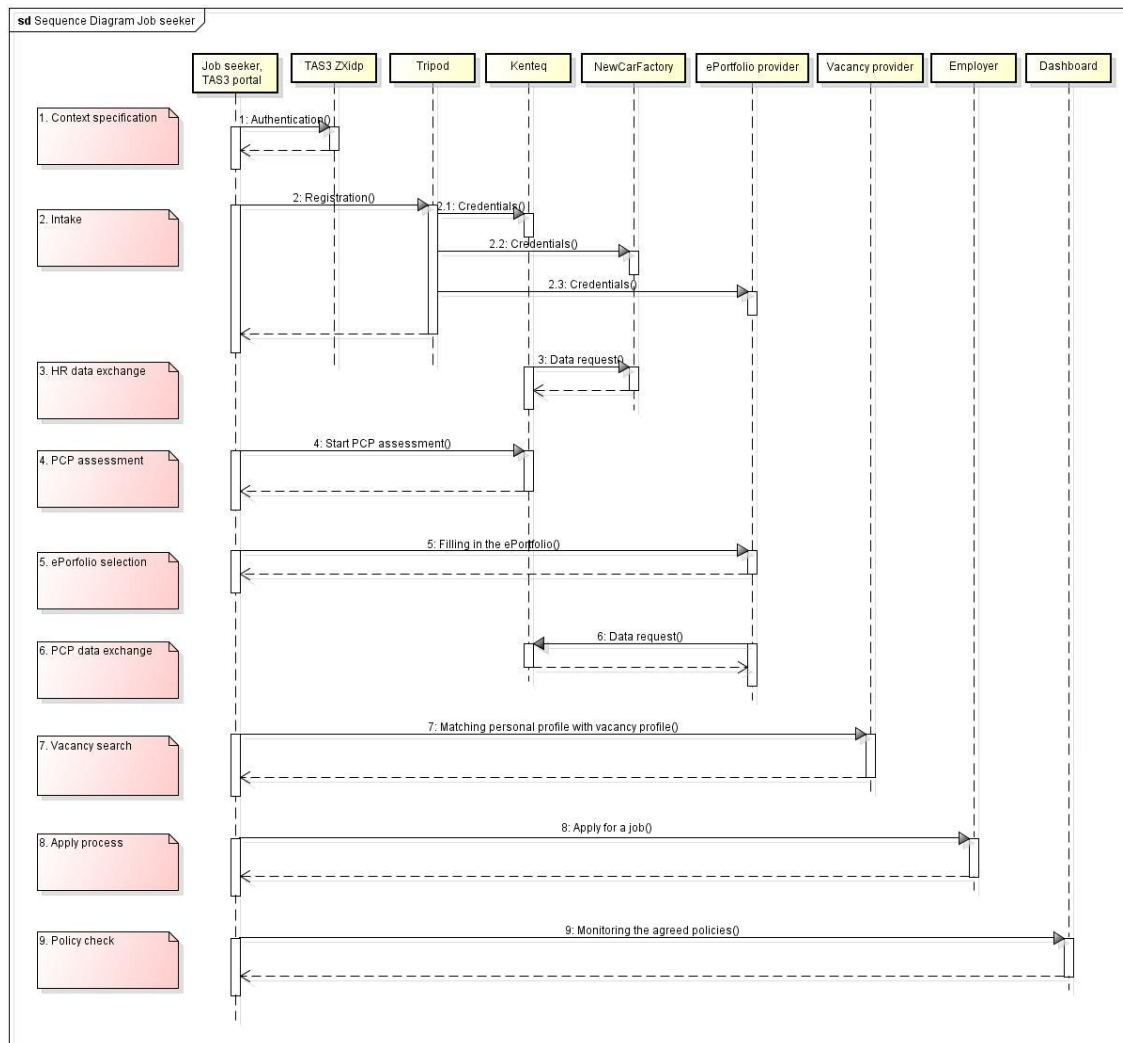 sd Sequence Diagram Job seeker
Job seeker,
TAS3 portal
TAS3 ZXidp
Tripod
Kenteq
NewCarFactory
ePortfolio provider
Vacancy provider
Employer
Dashboard
1. Context specification
1: Authentication()
2. Intake
2: Registration()
2.1: Credentials()
2.2: Credentials()
2.3: Credentials()
3. HR data exchange
3: Data request()
4. PCP assessment
4: Start PCP assessment()
5. ePorfolio selection
5: Filling in the ePortfolio()
6. PCP data exchange
6: Data request()
7. Vacancy search
7: Matching personal profile with vacancy profile()
8. Apply process
8: Apply for a job()
9. Policy check
9: Monitoring the agreed policies()